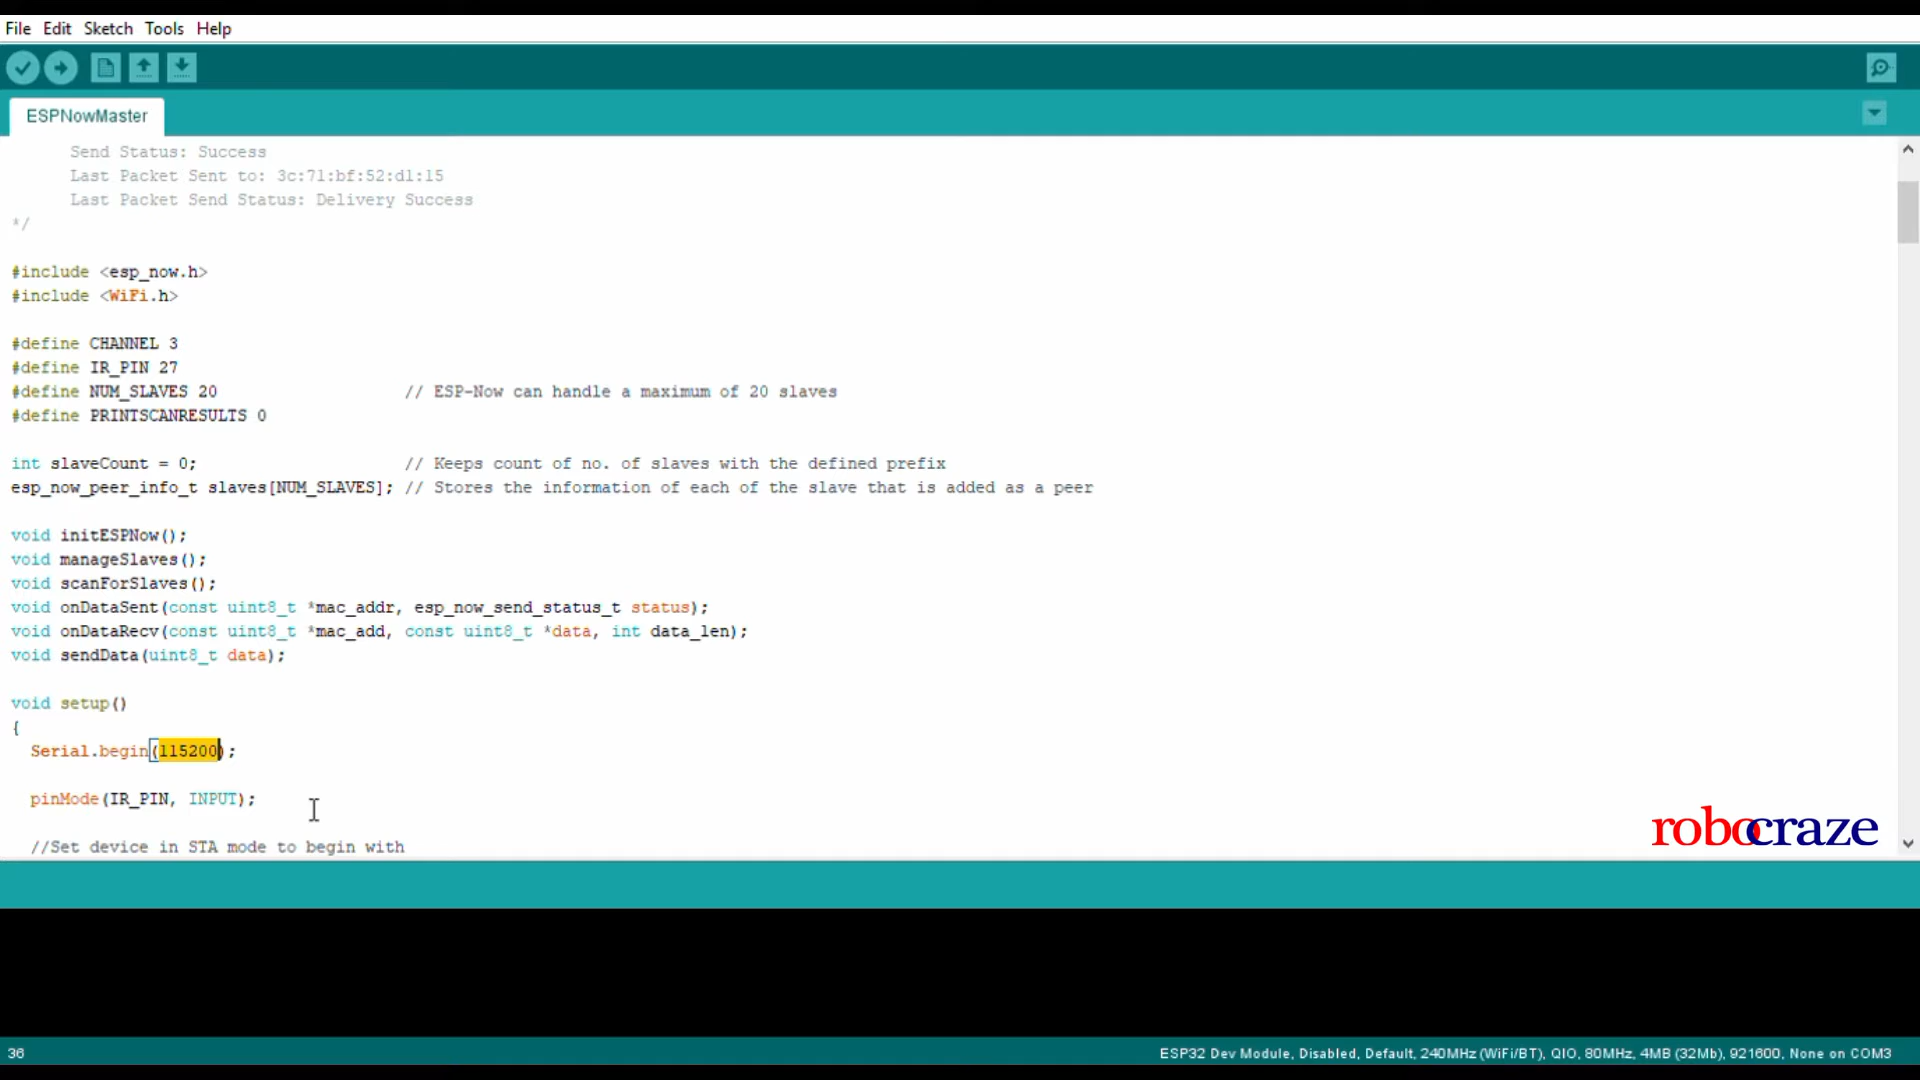 File Edit Sketch Tools Help
ESPNowMaster
Send Status: Success
Last Packet Sent to: 3c:71:bf:52:d1:15
Last Packet Send Status: Delivery Success
*/
#include <esp_now.h>
#include <WiFi.h>
#define CHANNEL 3
#define IR_PIN 27
#define NUM_SLAVES 20 // ESP-Now can handle a maximum of 20 slaves
#define PRINTSCANRESULTS 0
int slaveCount = 0; // Keeps count of no. of slaves with the defined prefix
esp_now_peer_info_t slaves[NUM_SLAVES]; // Stores the information of each of the slave that is added as a peer
void initESPNow();
void manageSlaves();
void scanForSlaves();
void onDataSent(const uint8_t *mac_addr, esp_now_send_status_t status);
void onDataRecv(const uint8_t *mac_add, const uint8_t *data, int data_len);
void sendData(uint8_t data);
void setup()
{
Serial.begin(115200);
pinMode(IR_PIN, INPUT);
//Set device in STA mode to begin with
robocraze
36 ESP32 Dev Module, Disabled, Default, 240MHz (WiFi/BT), QIO, 80MHz, 4MB (32Mb), 921600, None on COM3